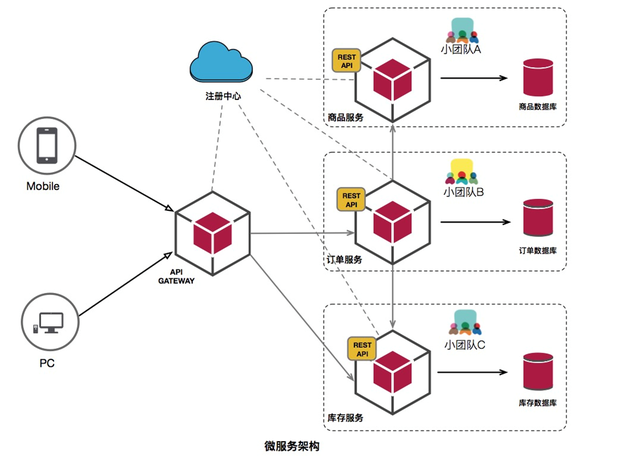 小团队A
REST
API
注册中心
商品服务
商品数据库
Mobile
小团队B
REST
API
API
GATEWAY
订单服务
订单数据库
小团队C
REST
API
PC
库存服务
库存数据库
微服务架构